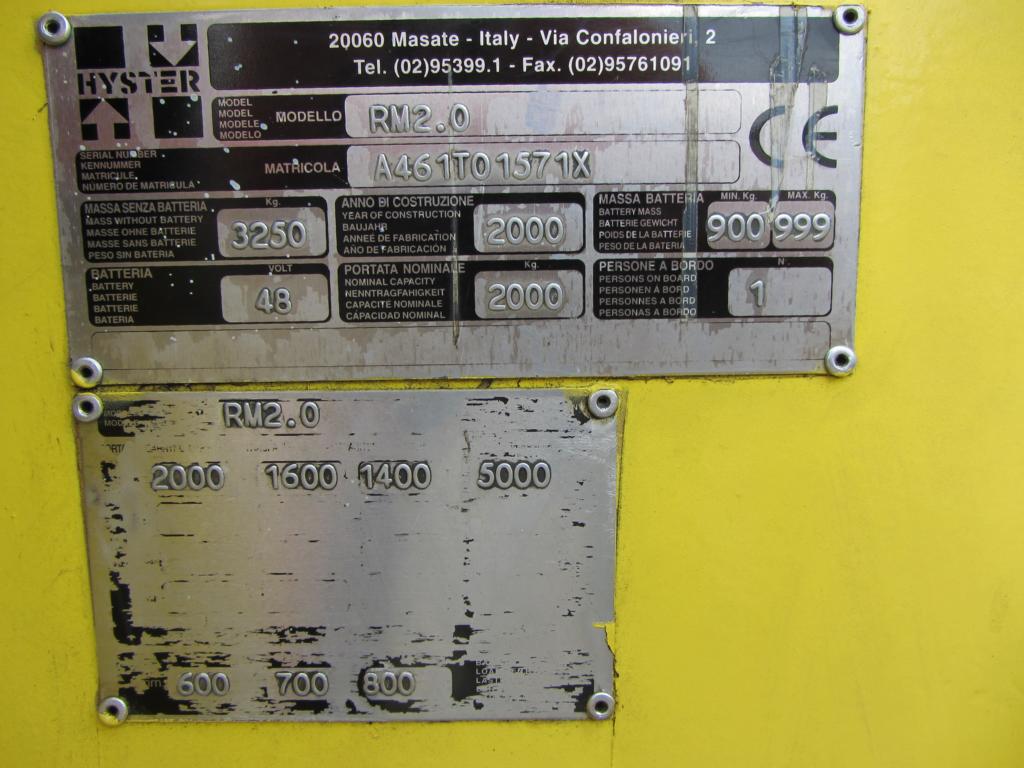 HYSTER
20060 Masate - Italy - Via Confalonieri, 2
Tel. (02)95399.1 - Fax. (02)95761091
MODEL
MODEL
MODELE
MODELO
MODELLO
RM2.0
CE
SERIAL NUMBER
KENNUMMER
MATRICULE
NÚMERO DE MATRICULA
MATRICOLA
A461T01571X
MASSA SENZA BATTERIA
MASS WITHOUT BATTERY
MASSE OHNE BATTERIE
MASSE SANS BATTERIE
PESO SIN BATERIA
Kg.
3250
ANNO BI COSTRUZIONE
YEAR OF CONSTRUCTION
BAUJAHR
ANNEE DE FABRICATION
AÑO DE FABRICACIÓN
2000
MASSA BATTERIA
BATTERY MASS
BATTERIE GEWICHT
POIDS DE LA BATTERIE
PESO DE LA BATERIA
MIN. Kg.
900
MAX. Kg.
999
BATTERIA
BATTERY
BATTERIE
BATTERIE
BATERIA
VOLT
48
PORTATA NOMINALE
NOMINAL CAPACITY
NENNTRAGFAHIGKEIT
CAPACITE NOMINALE
CAPACIDAD NOMINAL
Kg.
2000
PERSONE A BORDO
PERSONS ON BOARD
PERSONEN À BORD
PERSONNES A BORD
PERSONAS A BORDO
N.
1
RM2.0
2000 1600 1400 5000
600 700 800